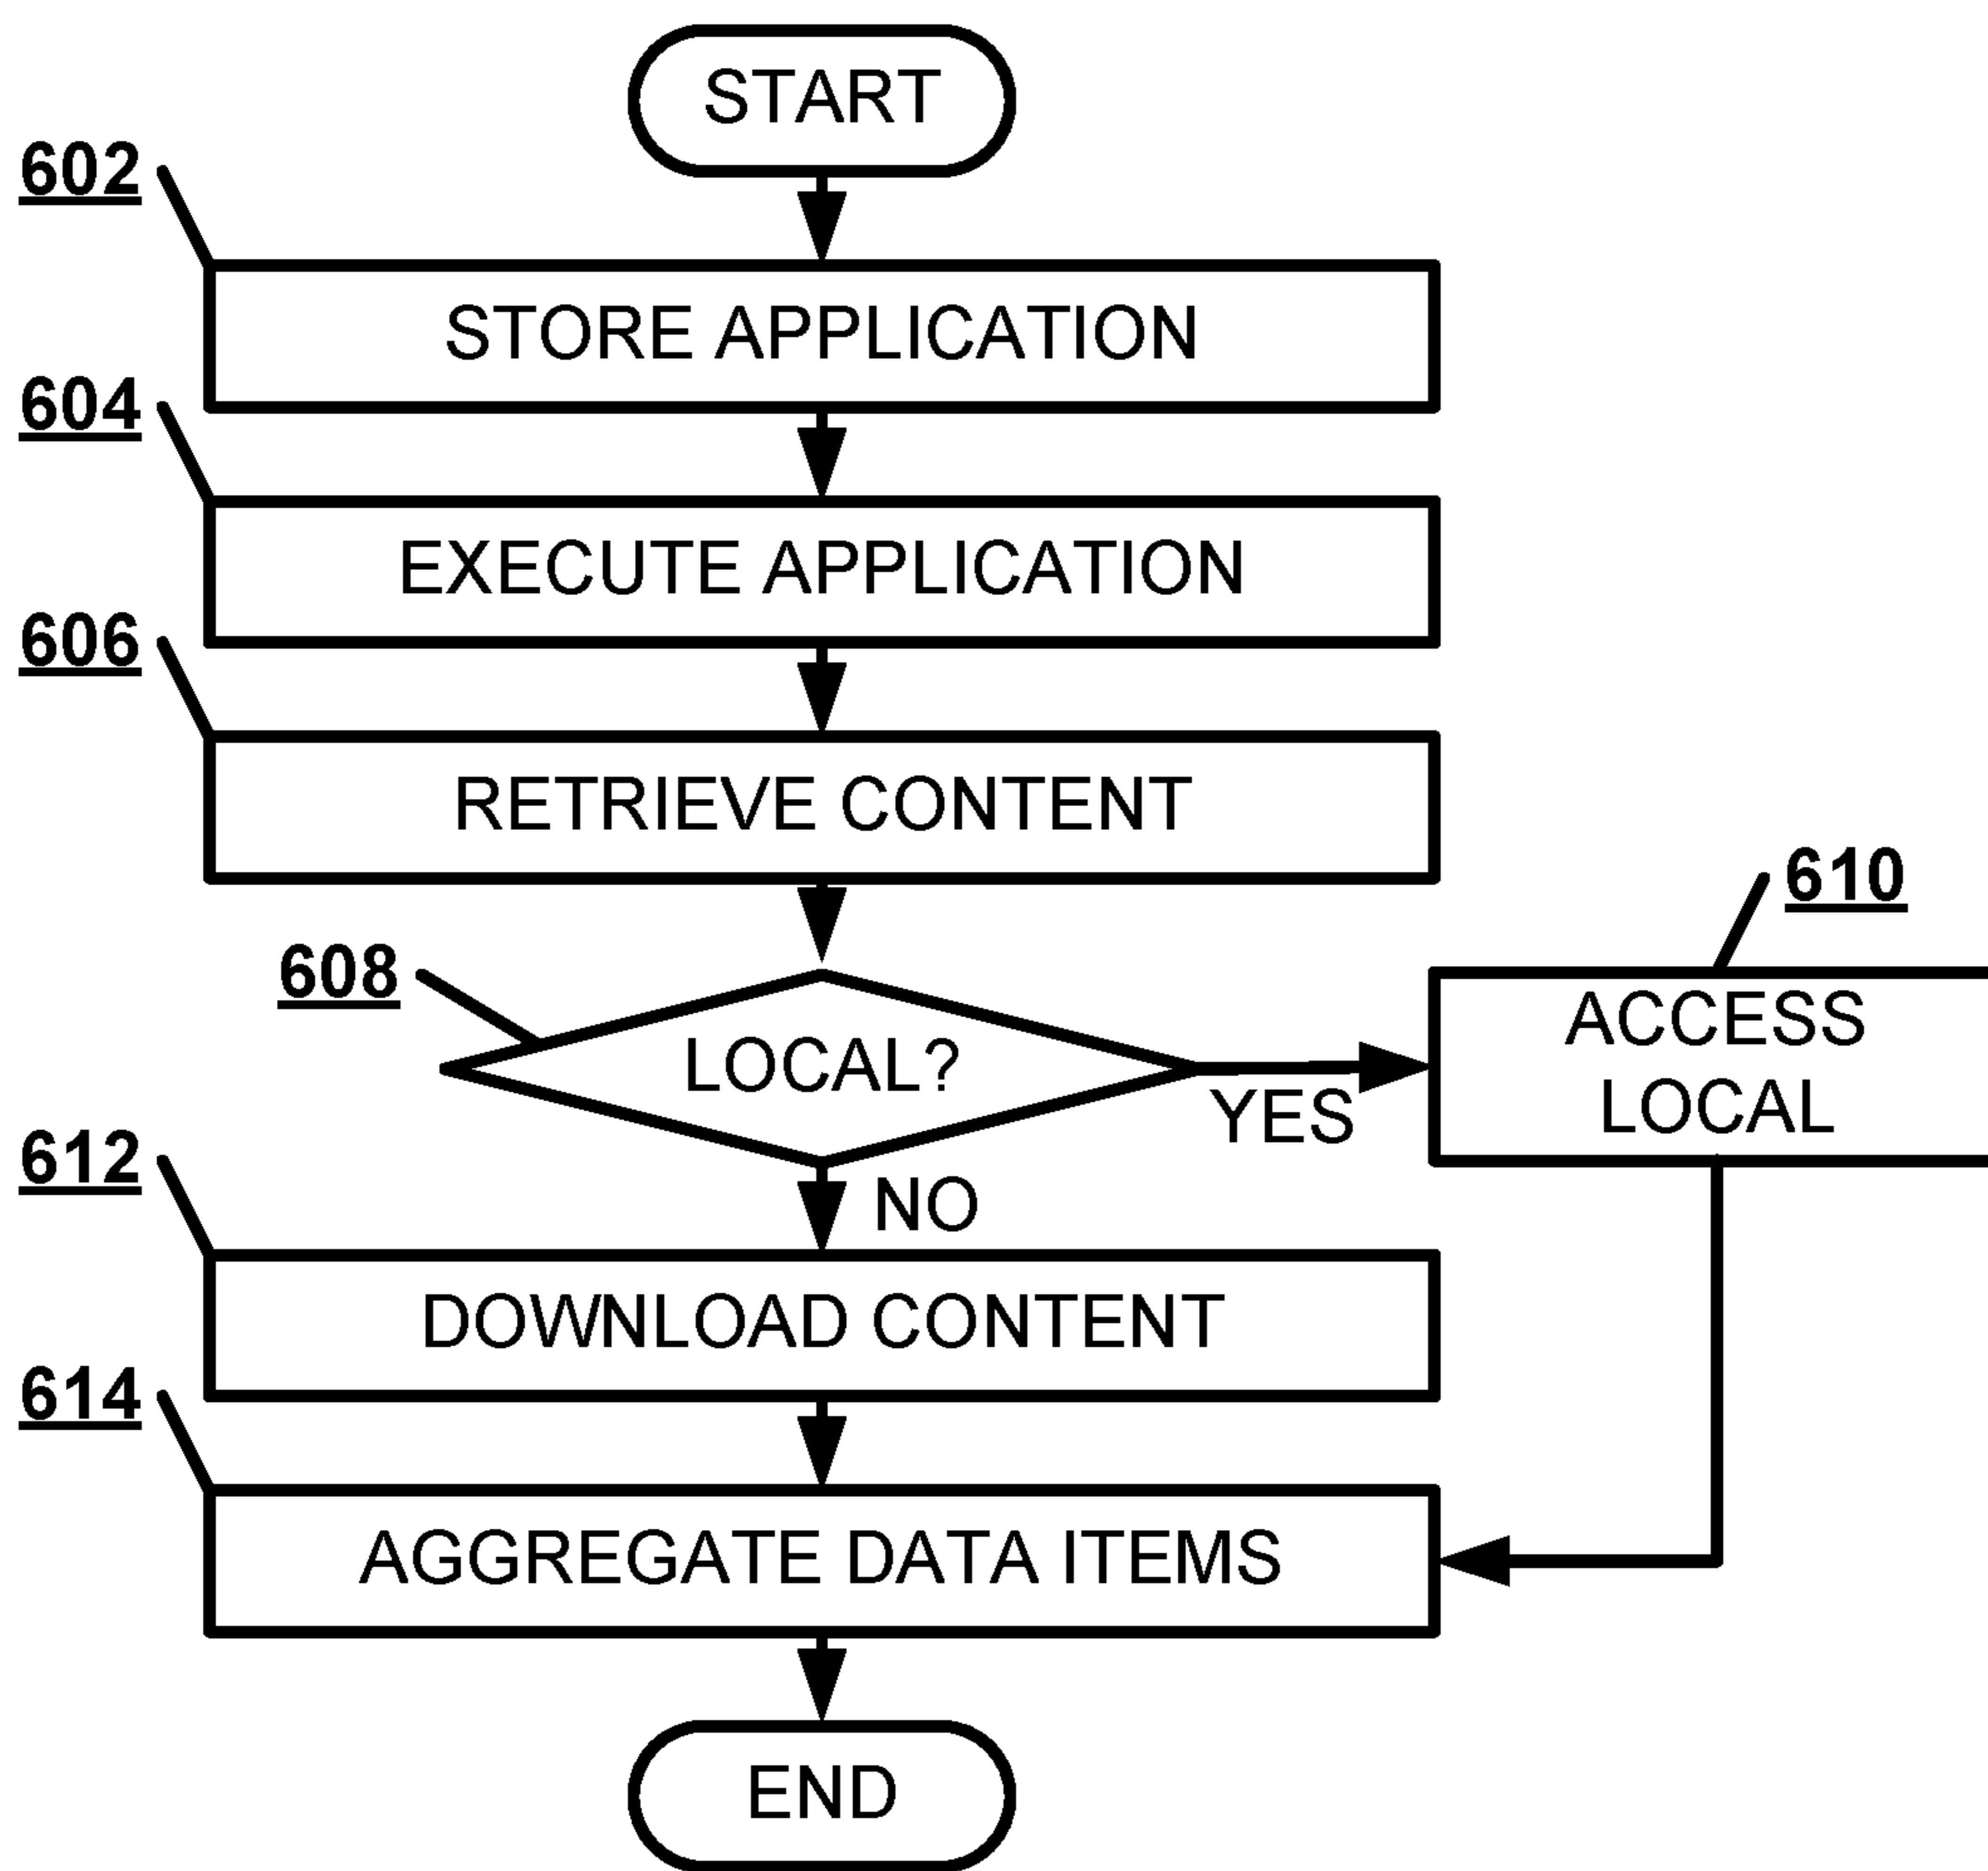 START
602
STORE APPLICATION
604
EXECUTE APPLICATION
606
RETRIEVE CONTENT
608
LOCAL?
YES
610
ACCESS
LOCAL
NO
612
DOWNLOAD CONTENT
614
AGGREGATE DATA ITEMS
END